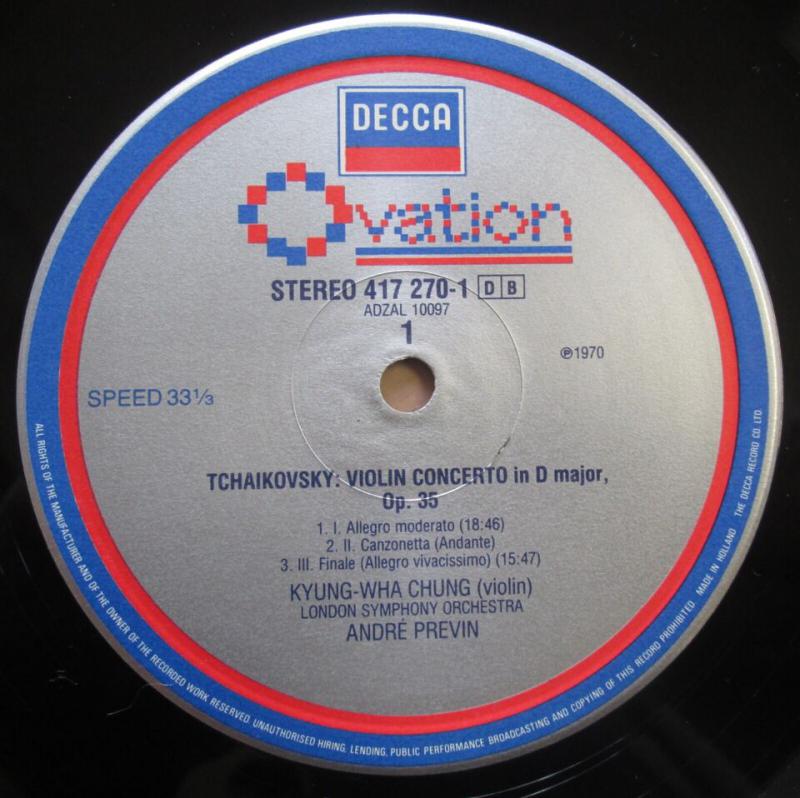 DECCA
Ovation
STEREO 417 270-1 DB
ADZAL 10097
1
℗1970
SPEED 33⅓
TCHAIKOVSKY: VIOLIN CONCERTO in D major,
Op. 35
1. I. Allegro moderato (18:46)
2. II. Canzonetta (Andante)
3. III. Finale (Allegro vivacissimo) (15:47)
KYUNG-WHA CHUNG (violin)
LONDON SYMPHONY ORCHESTRA
ANDRÉ PREVIN
ALL RIGHTS OF THE MANUFACTURER AND OF THE OWNER OF THE RECORDED WORK RESERVED. UNAUTHORISED HIRING, LENDING, PUBLIC PERFORMANCE BROADCASTING AND COPYING OF THIS RECORD PROHIBITED. MADE IN HOLLAND THE DECCA RECORD CO. LTD.